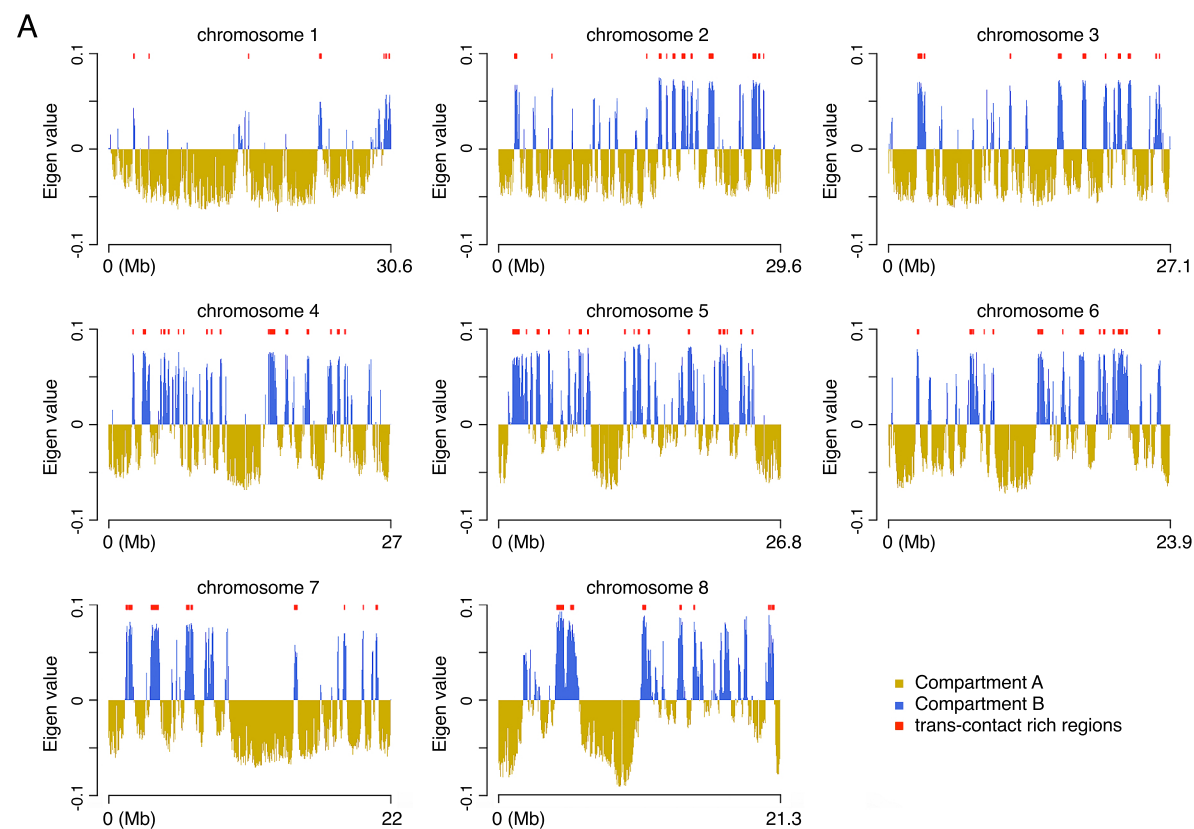 A
chromosome 1
chromosome 2
chromosome 3
Eigen value
0.1
0
-0.1
0 (Mb)
30.6
Eigen value
0.1
0
-0.1
0 (Mb)
29.6
Eigen value
0.1
0
-0.1
0 (Mb)
27.1
chromosome 4
chromosome 5
chromosome 6
Eigen value
0.1
0
-0.1
0 (Mb)
27
Eigen value
0.1
0
-0.1
0 (Mb)
26.8
Eigen value
0.1
0
-0.1
0 (Mb)
23.9
chromosome 7
chromosome 8
Eigen value
0.1
0
-0.1
0 (Mb)
22
Eigen value
0.1
0
-0.1
0 (Mb)
21.3
Compartment A
Compartment B
trans-contact rich regions